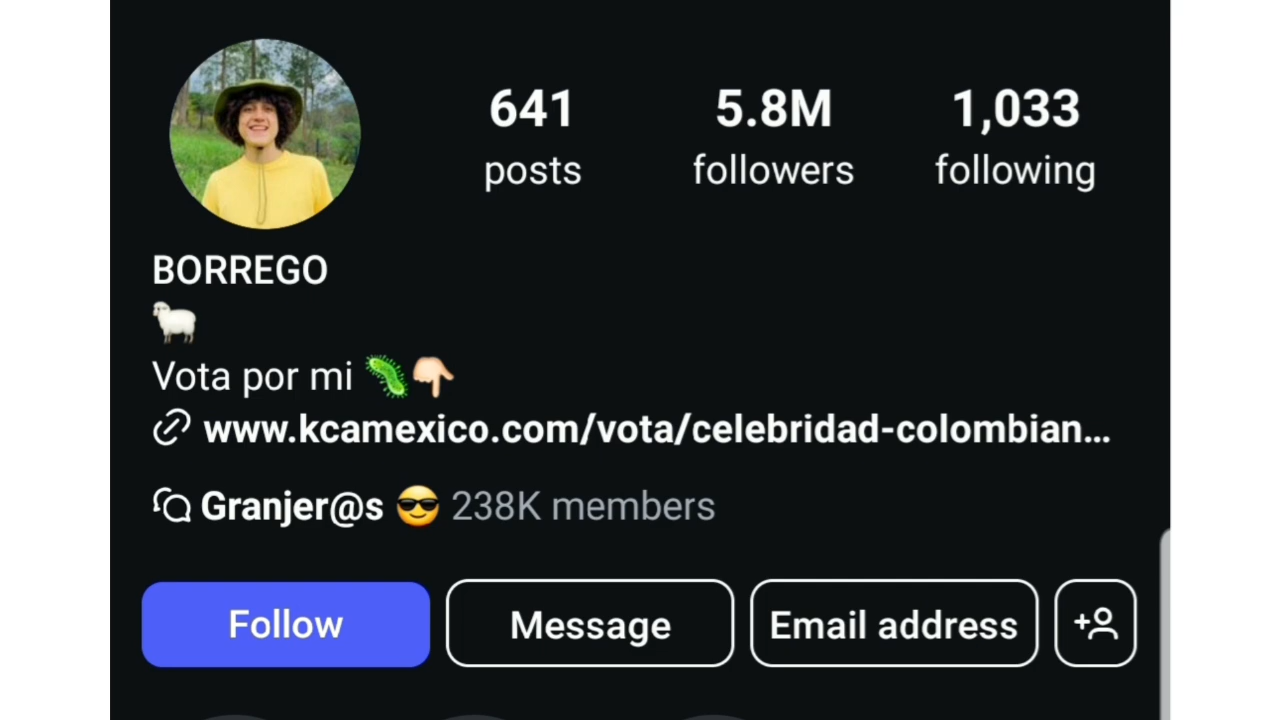 641 5.8M 1,033
posts followers following
BORREGO
🐑
Vota por mi 🦠👇🏻
www.kcamexico.com/vota/celebridad-colombian...
Granjer@s 😎 238K members
Follow Message Email address